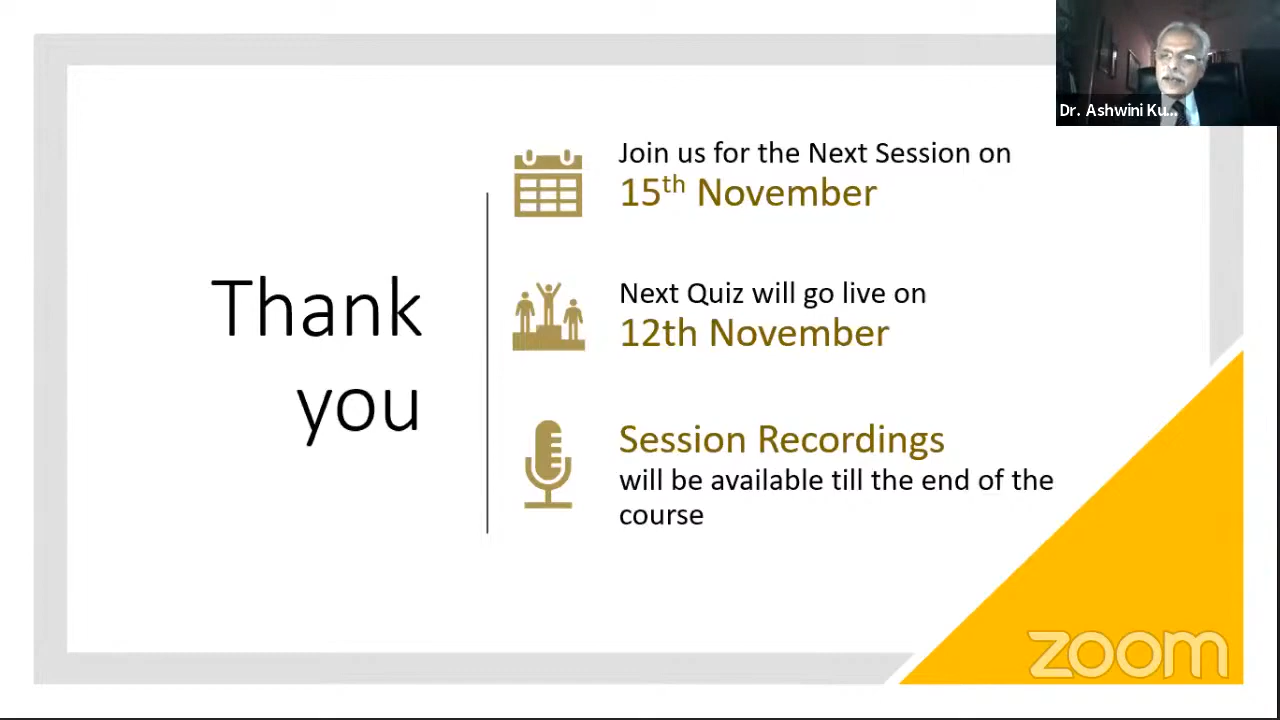 Dr. Ashwini Ku...
Join us for the Next Session on
15th November
Next Quiz will go live on
12th November
Thank
you
Session Recordings
will be available till the end of the
course
zoom